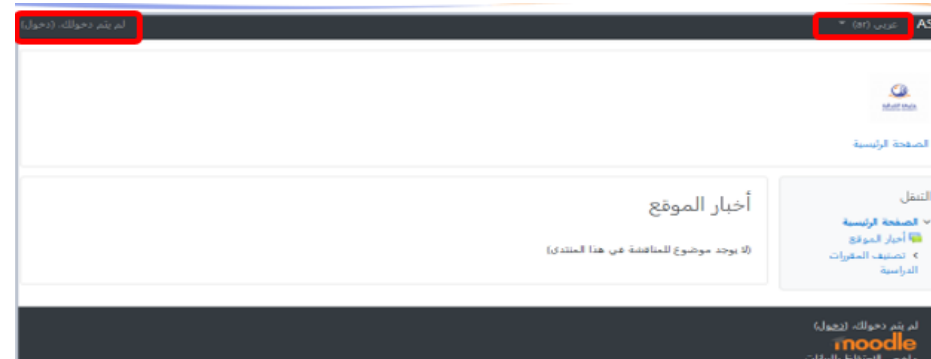 AS
عربي (ar)
لم يتم دخولك. (دخول)
الصفحة الرئيسية
التنقل
الصفحة الرئيسية
أخبار الموقع
تصنيف المقررات
الدراسية
أخبار الموقع
(لا يوجد موضوع للمناقشة في هذا المنتدى)
لم يتم دخولك. (دخول)
moodle